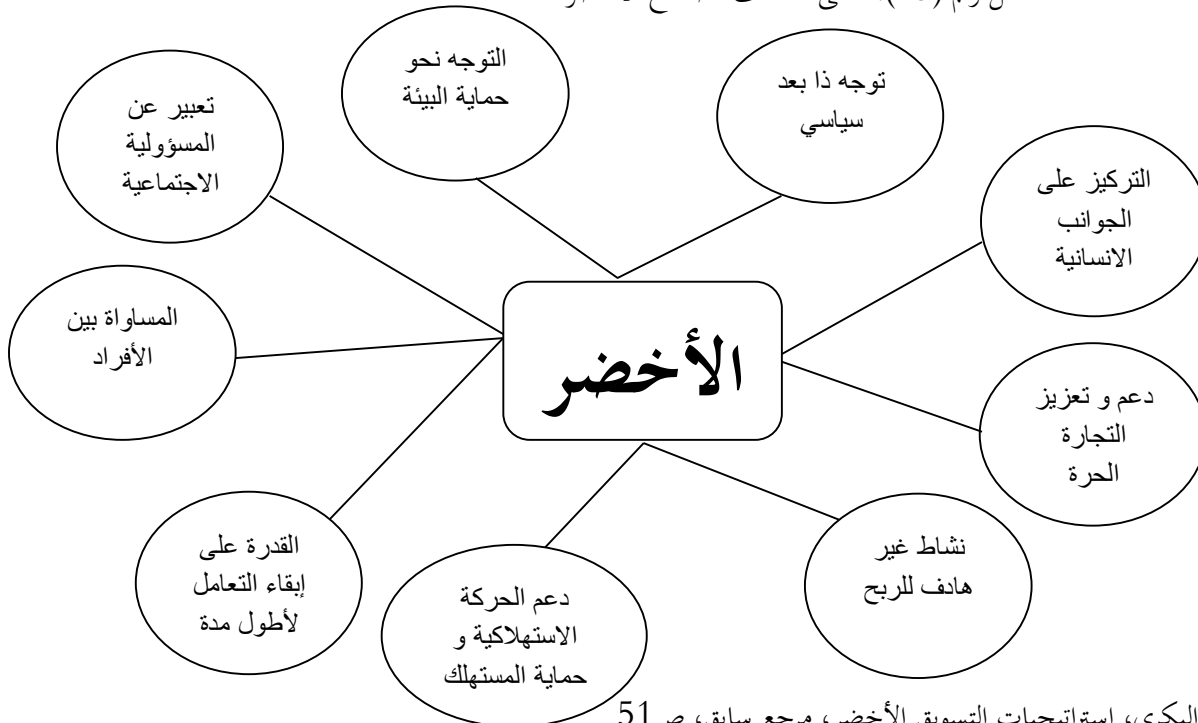 التوجه نحو
حماية البيئة
توجه ذا بعد
سياسي
تعبير عن
المسؤولية
الاجتماعية
التركيز على
الجوانب
الانسانية
المساواة بين
الأفراد
الأخضر
دعم و تعزيز
التجارة
الحرة
القدرة على
إبقاء التعامل
لأطول مدة
دعم الحركة
الاستهلاكية و
حماية المستهلك
نشاط غير
هادف للربح
البكري، استراتيجيات التسويق الأخضر، مرجع سابق، ص 51